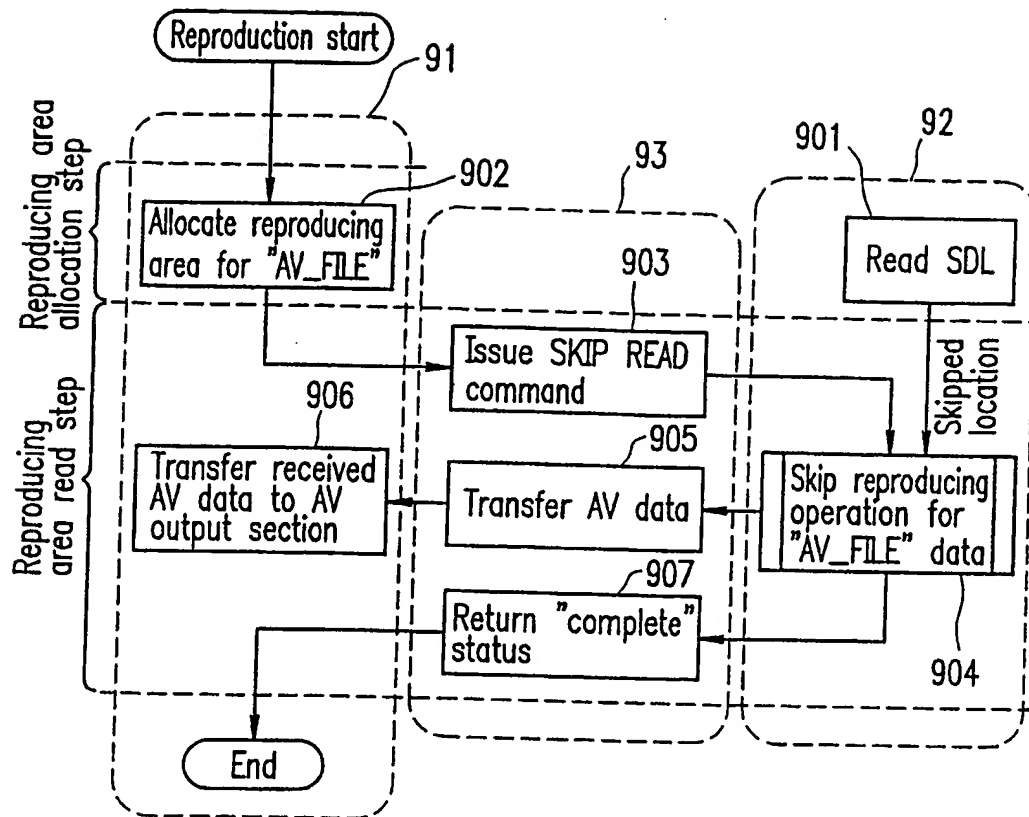 Reproduction start
91
92
93
901
902
903
Reproducing area
allocation step
Allocate reproducing
area for "AV_FILE"
Read SDL
Issue SKIP READ
command
Skipped
location
Reproducing
area read step
906
905
Transfer received
AV data to AV
output section
Transfer AV data
Skip reproducing
operation for
"AV_FILE" data
907
904
Return "complete"
status
End